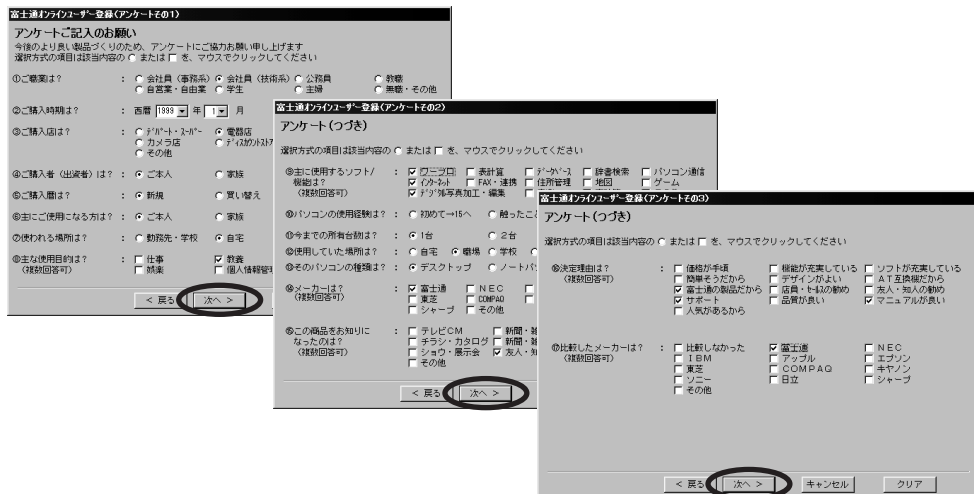 富士通オンラインユーザー登録(アンケートその1)
アンケートご記入のお願い
今後のより良い製品づくりのため、アンケートにご協力お願い申し上げます
選択方式の項目は該当内容の または を、マウスでクリックしてください
①ご職業は? : 会社員(事務系) 会社員(技術系) 公務員 教職
自営業・自由業 学生 主婦 無職・その他
②ご購入時期は? : 西暦 1999 年 1 月
③ご購入店は? : デパート・スーパー 電器店
カメラ店 ディスカウントストア
その他
④ご購入者(出資者)は? : ご本人 家族
⑤ご購入暦は? : 新規 買い替え
⑥主にご使用になる方は? : ご本人 家族
⑦使われる場所は? : 勤務先・学校 自宅
⑧主な使用目的は? : 仕事 教養
(複数回答可) 娯楽 個人情報管理
< 戻る 次へ >
富士通オンラインユーザー登録(アンケートその2)
アンケート(つづき)
選択方式の項目は該当内容の または を、マウスでクリックしてください
⑨主に使用するソフト/ : ワープロ 表計算 データベース 辞書検索 パソコン通信
機能は? インターネット FAX・連携 住所管理 地図 ゲーム
(複数回答可) デジタル写真加工・編集
⑩パソコンの使用経験は? : 初めて→15へ 触ったこ
⑪今までの所有台数は? : 1台 2台
⑫使用していた場所は? : 自宅 職場 学校
⑬そのパソコンの種類は? : デスクトップ ノートパ
⑭メーカーは? : 富士通 NEC
(複数回答可) 東芝 COMPAQ
シャープ その他
⑮この商品をお知りに : テレビCM 新聞・雑
なったのは? チラシ・カタログ 新聞・雑
(複数回答可) ショウ・展示会 友人・知
その他
< 戻る 次へ >
富士通オンラインユーザー登録(アンケートその3)
アンケート(つづき)
選択方式の項目は該当内容の または を、マウスでクリックしてください
⑯決定理由は? : 価格が手頃 機能が充実している ソフトが充実している
(複数回答可) 簡単そうだから デザインがよい AT互換機だから
富士通の製品だから 店員・セールスの勧め 友人・知人の勧め
サポート 品質が良い マニュアルが良い
人気があるから
⑰比較したメーカーは? : 比較しなかった 富士通 NEC
(複数回答可) IBM アップル エプソン
東芝 COMPAQ キヤノン
ソニー 日立 シャープ
その他
< 戻る 次へ > キャンセル クリア